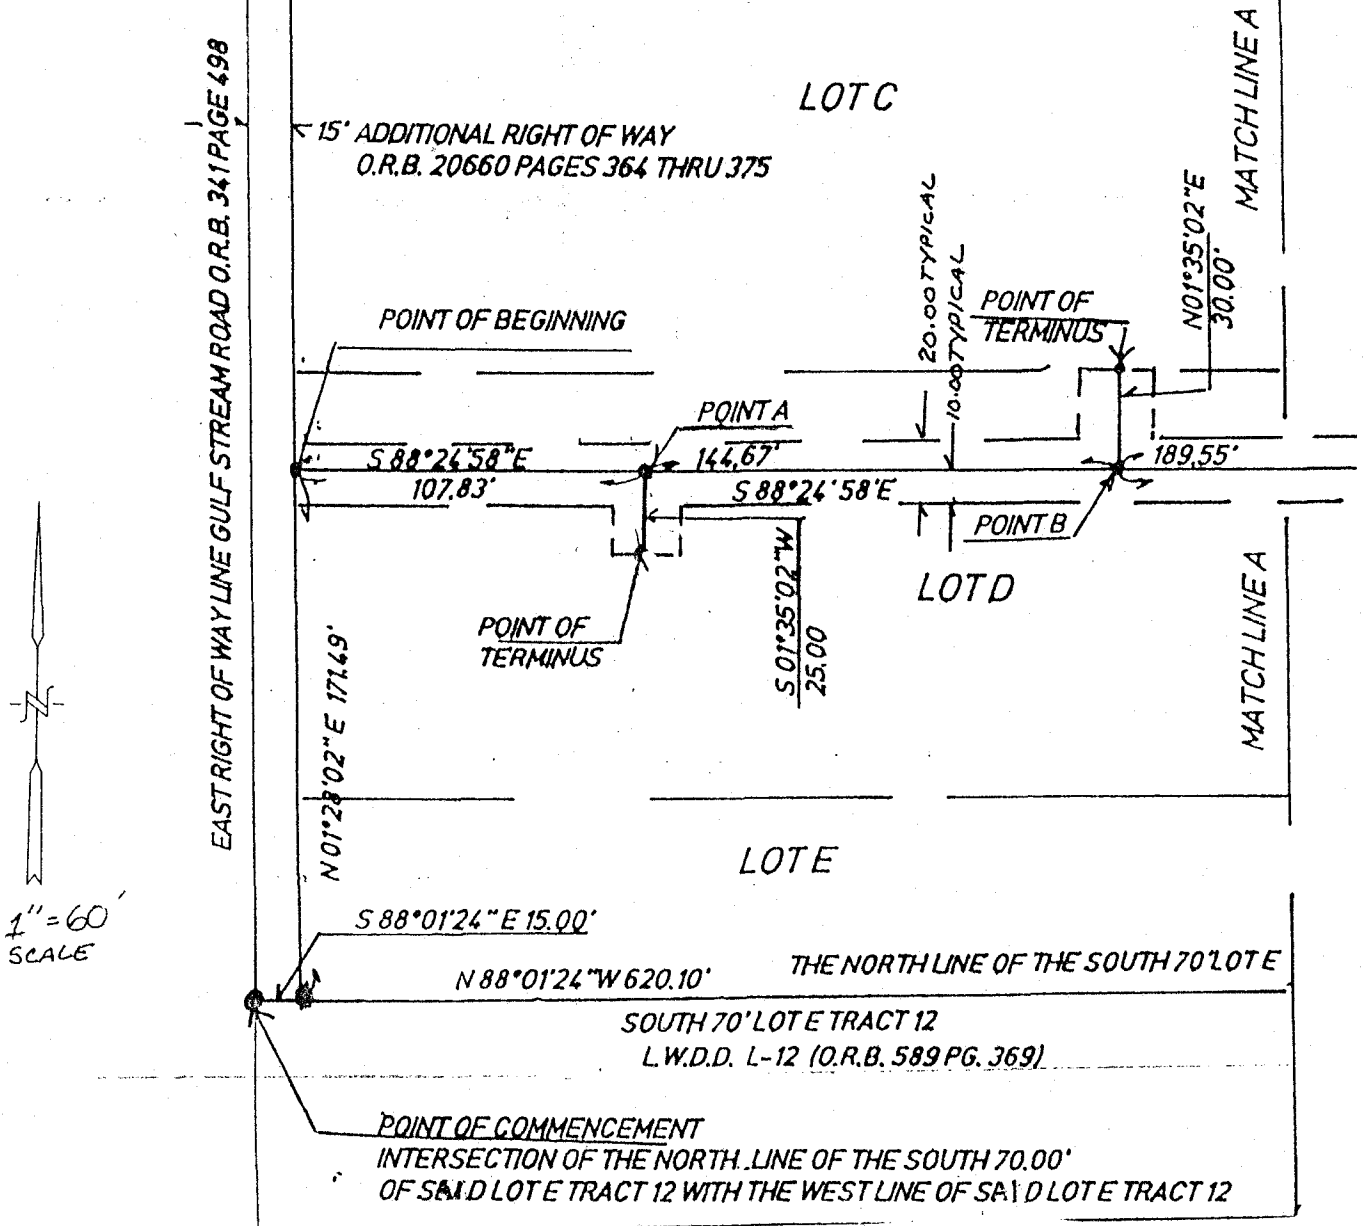 LOT C
MATCH LINE A
15' ADDITIONAL RIGHT OF WAY
O.R.B. 20660 PAGES 364 THRU 375
EAST RIGHT OF WAY LINE GULF STREAM ROAD O.R.B. 341 PAGE 498
20.00 TYPICAL
10.00 TYPICAL
N01°35'02"E
30.00'
POINT OF
TERMINUS
POINT OF BEGINNING
POINT A
S 88°24'58"E
107.83'
144.67'
S 88°24'58'E
189.55'
POINT B
LOT D
S 01°35'02"W
25.00
POINT OF
TERMINUS
MATCH LINE A
N 01°28'02"E 171.49'
N
1"=60'
SCALE
LOT E
S 88°01'24"E 15.00'
N 88°01'24"W 620.10'
THE NORTH LINE OF THE SOUTH 70' LOT E
SOUTH 70' LOT E TRACT 12
L.W.D.D. L-12 (O.R.B. 589 PG. 369)
POINT OF COMMENCEMENT
INTERSECTION OF THE NORTH LINE OF THE SOUTH 70.00'
OF SAID LOT E TRACT 12 WITH THE WEST LINE OF SAID LOT E TRACT 12